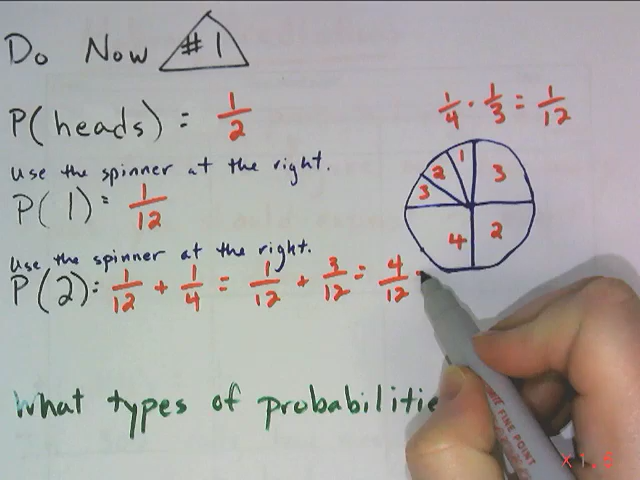 Do Now #1
P(heads) = 1/2
1/4 · 1/3 = 1/12
Use the spinner at the right.
P(1) = 1/12
1
2
3
3
4
2
Use the spinner at the right.
P(2) = 1/12 + 1/4 = 1/12 + 3/12 = 4/12
What types of probabilitie
FINE POINT
x1.